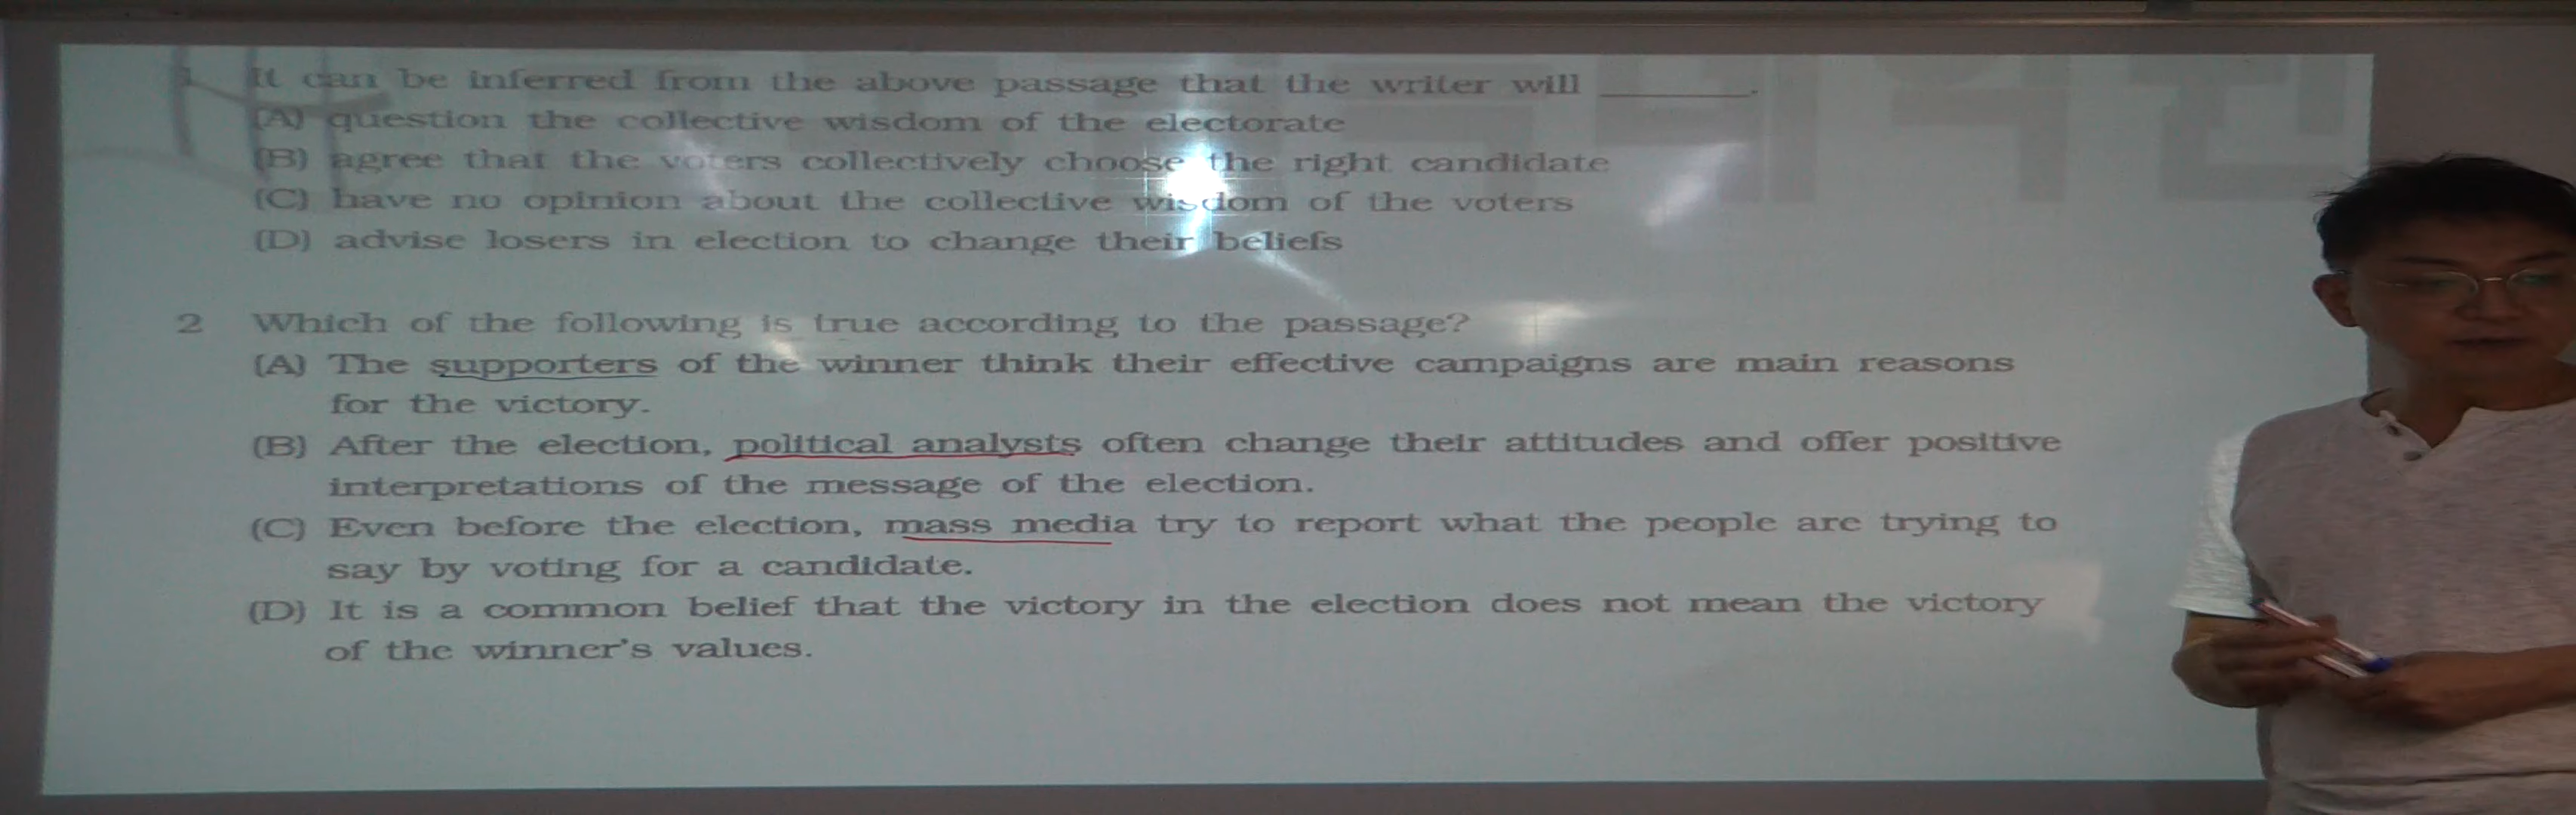 1 It can be inferred from the above passage that the writer will ________.
(A) question the collective wisdom of the electorate
(B) agree that the voters collectively choose the right candidate
(C) have no opinion about the collective wisdom of the voters
(D) advise losers in election to change their beliefs
2 Which of the following is true according to the passage?
(A) The supporters of the winner think their effective campaigns are main reasons
for the victory.
(B) After the election, political analysts often change their attitudes and offer positive
interpretations of the message of the election.
(C) Even before the election, mass media try to report what the people are trying to
say by voting for a candidate.
(D) It is a common belief that the victory in the election does not mean the victory
of the winner's values.